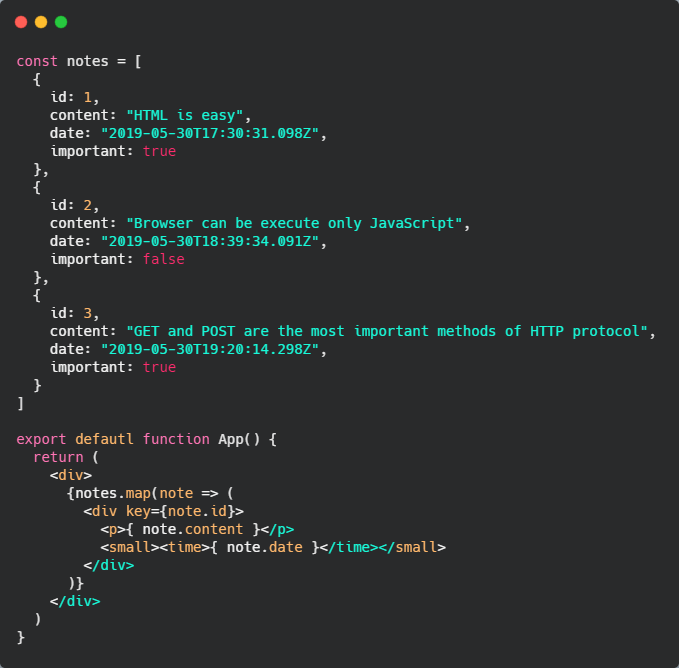 const notes = [
  {
    id: 1,
    content: "HTML is easy",
    date: "2019-05-30T17:30:31.098Z",
    important: true
  },
  {
    id: 2,
    content: "Browser can be execute only JavaScript",
    date: "2019-05-30T18:39:34.091Z",
    important: false
  },
  {
    id: 3,
    content: "GET and POST are the most important methods of HTTP protocol",
    date: "2019-05-30T19:20:14.298Z",
    important: true
  }
]

export defautl function App() {
  return (
    <div>
      {notes.map(note => (
        <div key={note.id}>
          <p>{ note.content }</p>
          <small><time>{ note.date }</time></small>
        </div>
      )}
    </div>
  )
}